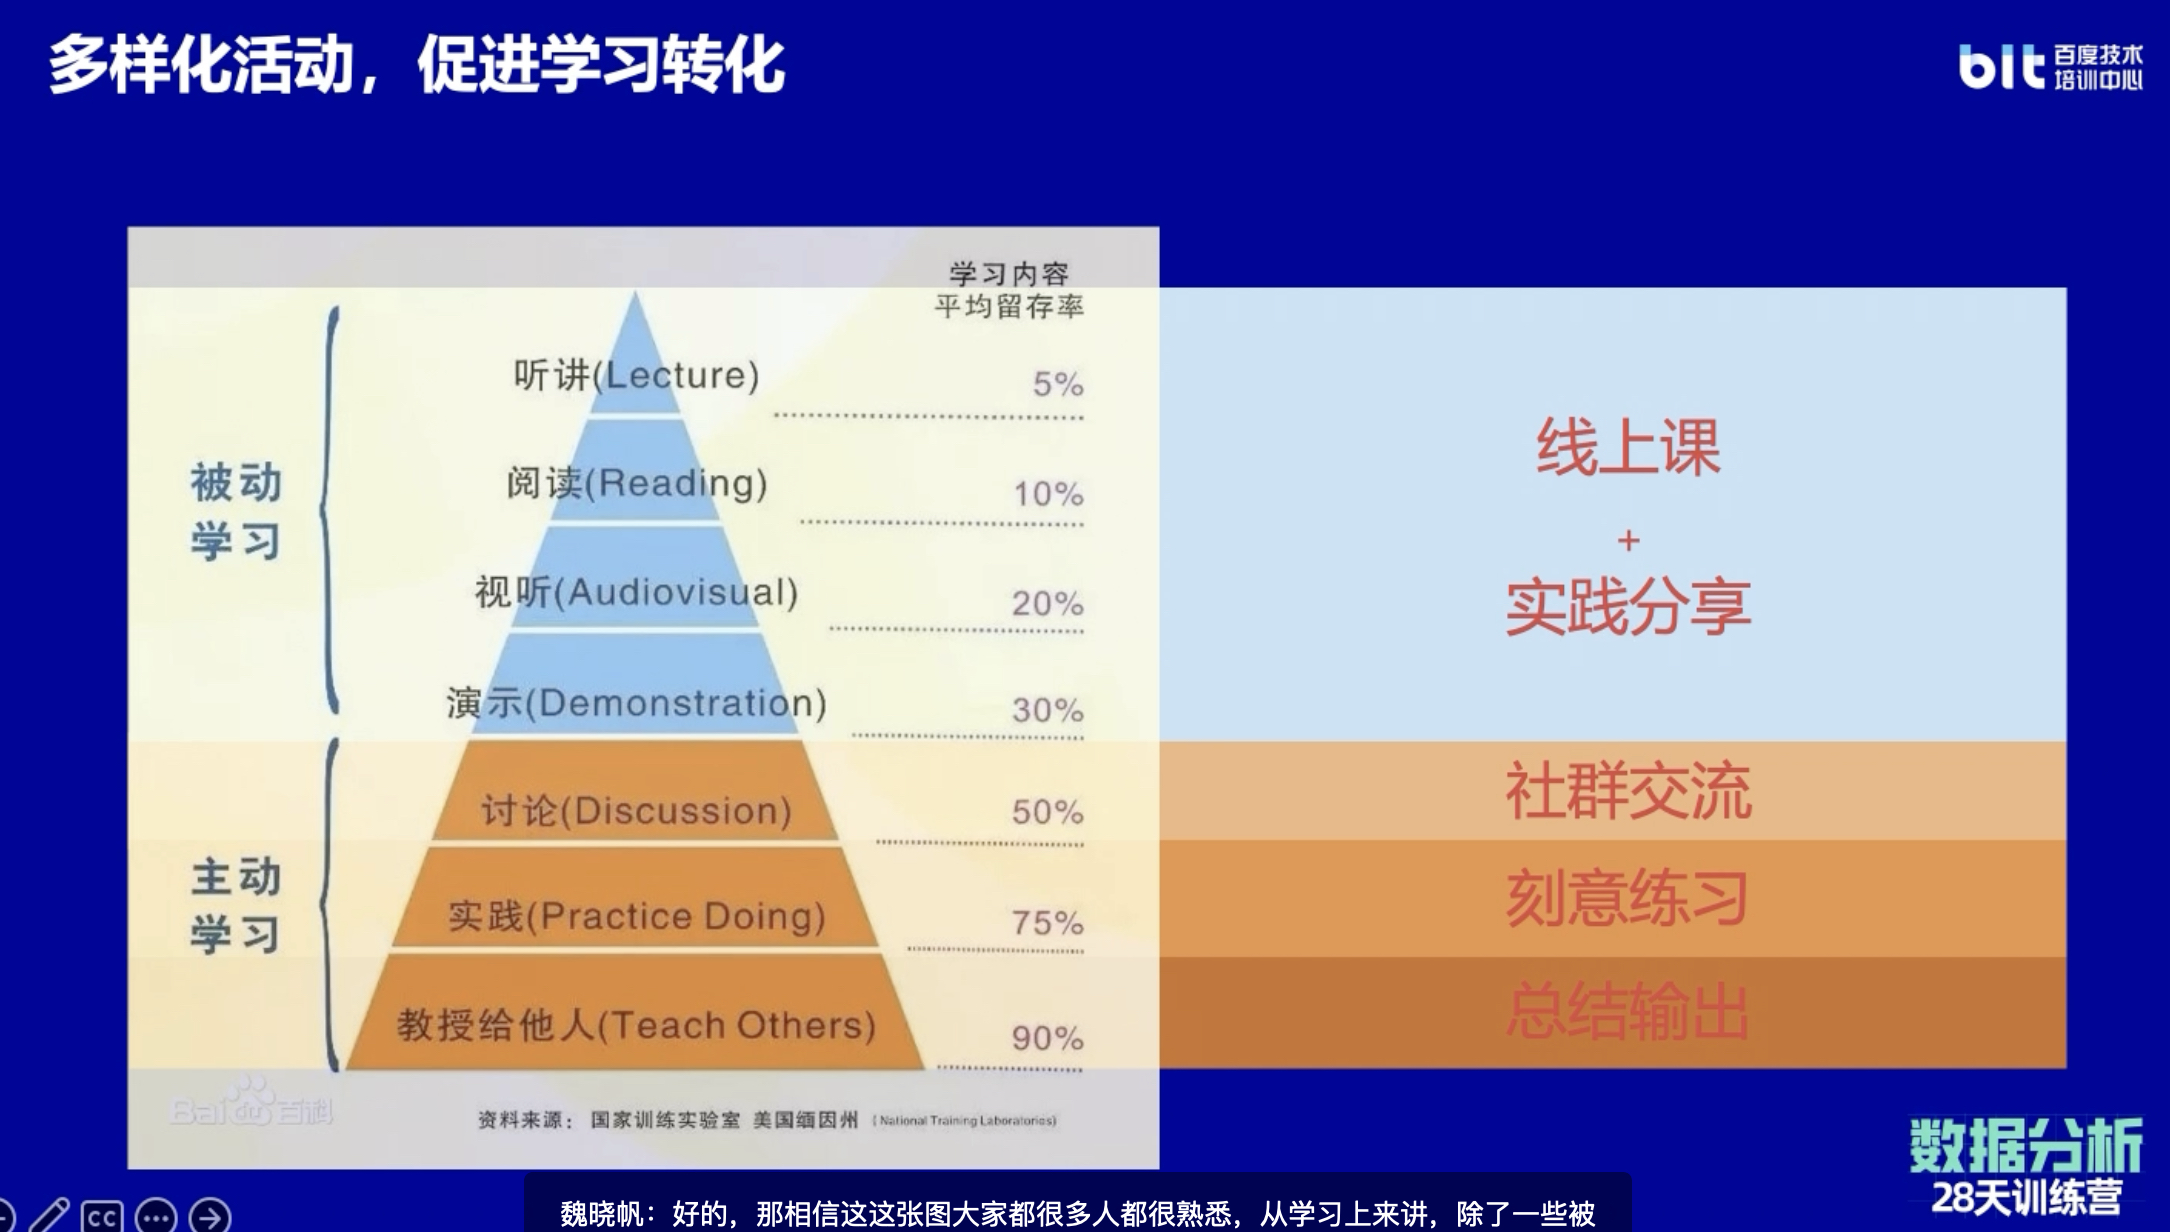 多样化活动，促进学习转化
bit 百度技术
培训中心
学习内容
平均留存率
听讲(Lecture)
5%
阅读(Reading)
10%
被动
学习
视听(Audiovisual)
20%
演示(Demonstration)
30%
讨论(Discussion)
50%
主动
学习
实践(Practice Doing)
75%
教授给他人(Teach Others)
90%
Baidu百科
资料来源：国家训练实验室 美国缅因州 (National Training Laboratories)
线上课
+
实践分享
社群交流
刻意练习
总结输出
数据分析
28天训练营
CC
魏晓帆：好的，那相信这这张图大家都很多人都很熟悉，从学习上来讲，除了一些被